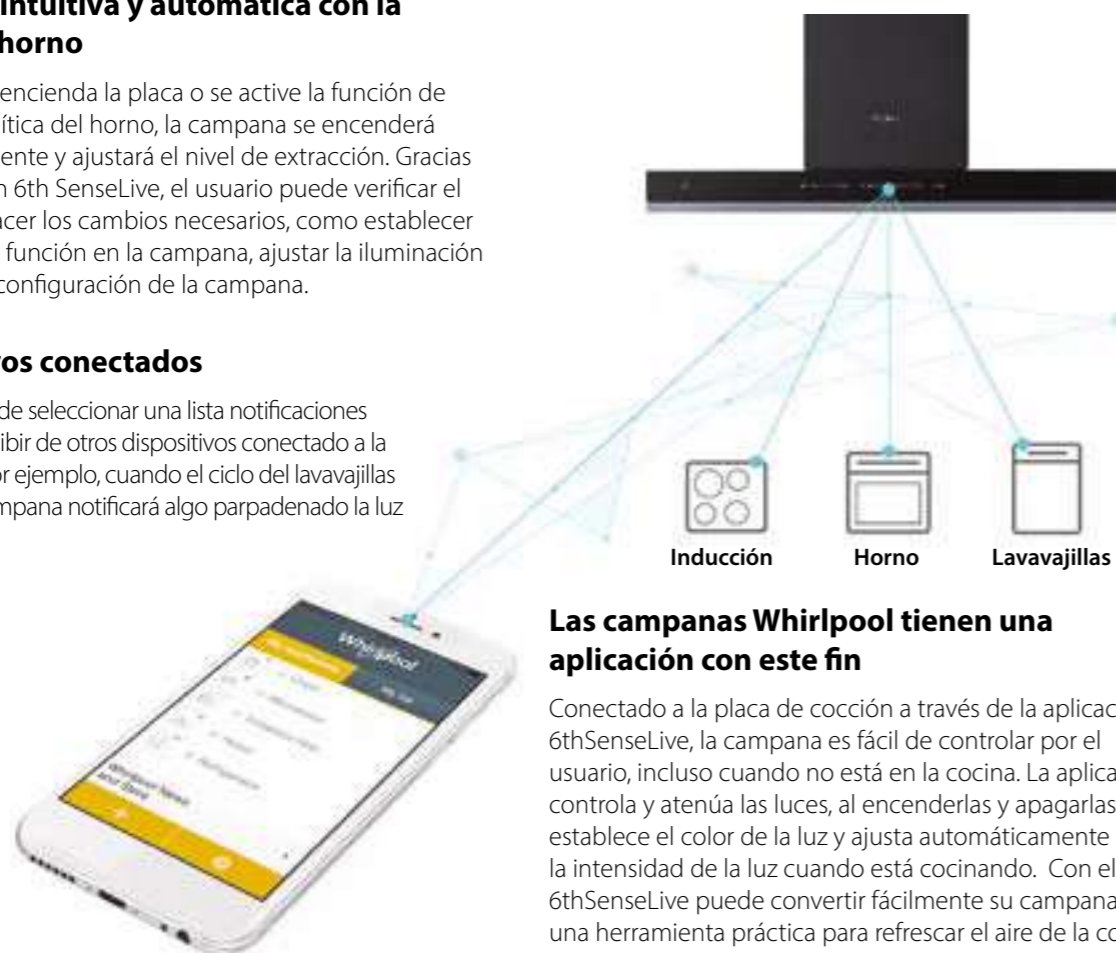 intuitiva y automática con la
horno
encienda la placa o se active la función de
ítica del horno, la campana se encenderá
ente y ajustará el nivel de extracción. Gracias
n 6th SenseLive, el usuario puede verificar el
acer los cambios necesarios, como establecer
función en la campana, ajustar la iluminación
configuración de la campana.
os conectados
de seleccionar una lista notificaciones
ibir de otros dispositivos conectado a la
or ejemplo, cuando el ciclo del lavavajillas
mpana notificará algo parpadenado la luz
Inducción
Horno
Lavavajillas
Whirlpool
Whirlpool News
Las campanas Whirlpool tienen una
aplicación con este fin
Conectado a la placa de cocción a través de la aplicac
6thSenseLive, la campana es fácil de controlar por el
usuario, incluso cuando no está en la cocina. La aplica
controla y atenúa las luces, al encenderlas y apagarlas
establece el color de la luz y ajusta automáticamente
la intensidad de la luz cuando está cocinando. Con el
6thSenseLive puede convertir fácilmente su campana
una herramienta práctica para refrescar el aire de la co